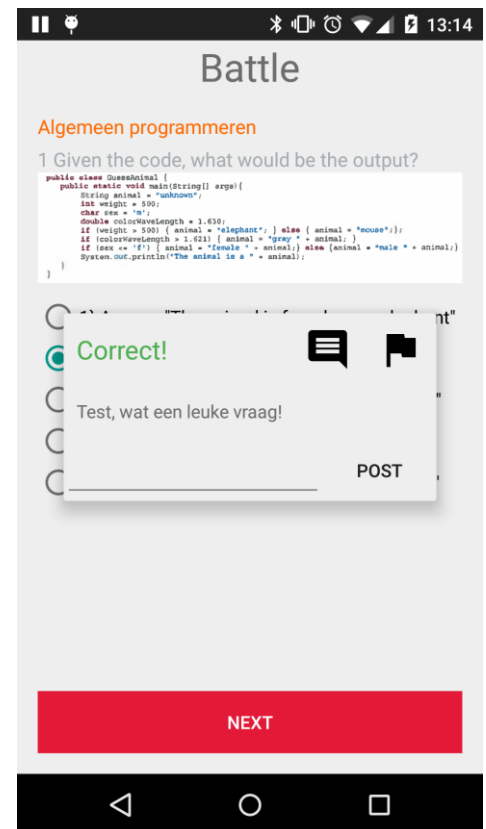 13:14
Battle
Algemeen programmeren
1 Given the code, what would be the output?
public class GuessAnimal {
public static void main(String[] args){
String animal = "unknown";
int weight = 500;
char sex = 'm';
double colorWaveLength = 1.630;
if (weight > 500) { animal = "elephant"; } else { animal = "mouse";};
if (colorWaveLength > 1.621) { animal = "gray " + animal; }
if (sex <= 'f') { animal = "female " + animal;} else {animal = "male " + animal;}
System.out.println("The animal is a " + animal);
}
}
nt"
Correct!
"
Test, wat een leuke vraag!
POST
NEXT